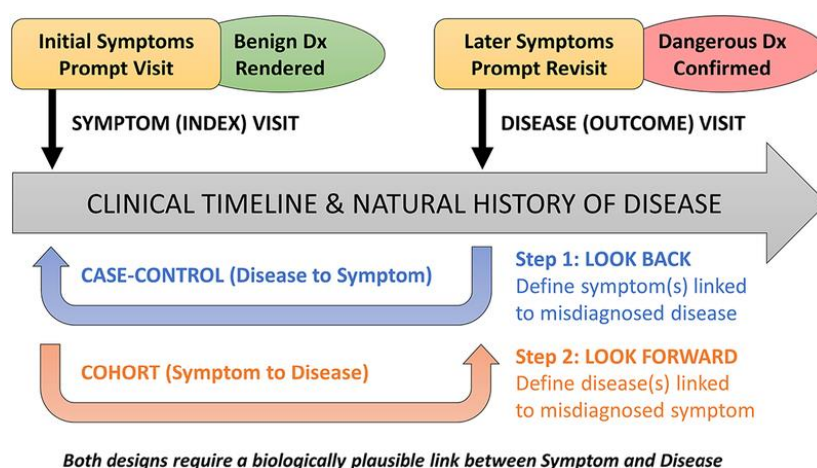 Initial Symptoms
Prompt Visit
Benign Dx
Rendered
Later Symptoms
Prompt Revisit
Dangerous Dx
Confirmed
SYMPTOM (INDEX) VISIT
DISEASE (OUTCOME) VISIT
CLINICAL TIMELINE & NATURAL HISTORY OF DISEASE
CASE-CONTROL (Disease to Symptom)
Step 1: LOOK BACK
Define symptom(s) linked
to misdiagnosed disease
COHORT (Symptom to Disease)
Step 2: LOOK FORWARD
Define disease(s) linked
to misdiagnosed symptom
Both designs require a biologically plausible link between Symptom and Disease